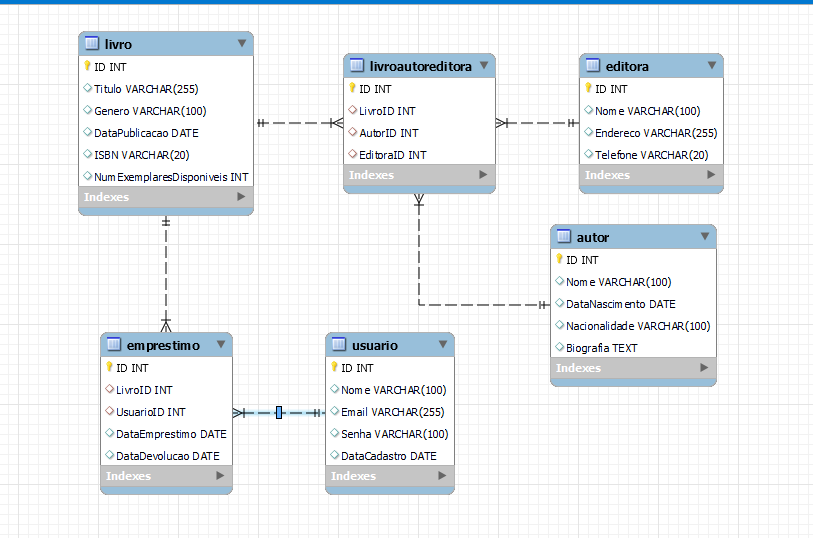 livro
ID INT
Titulo VARCHAR(255)
Genero VARCHAR(100)
DataPublicacao DATE
ISBN VARCHAR(20)
NumExemplaresDisponiveis INT
Indexes
livroautoreditora
ID INT
LivroID INT
AutorID INT
EditoraID INT
Indexes
editora
ID INT
Nome VARCHAR(100)
Endereco VARCHAR(255)
Telefone VARCHAR(20)
Indexes
autor
ID INT
Nome VARCHAR(100)
DataNascimento DATE
Nacionalidade VARCHAR(100)
Biografia TEXT
Indexes
emprestimo
ID INT
LivroID INT
UsuarioID INT
DataEmprestimo DATE
DataDevolucao DATE
Indexes
usuario
ID INT
Nome VARCHAR(100)
Email VARCHAR(255)
Senha VARCHAR(100)
DataCadastro DATE
Indexes